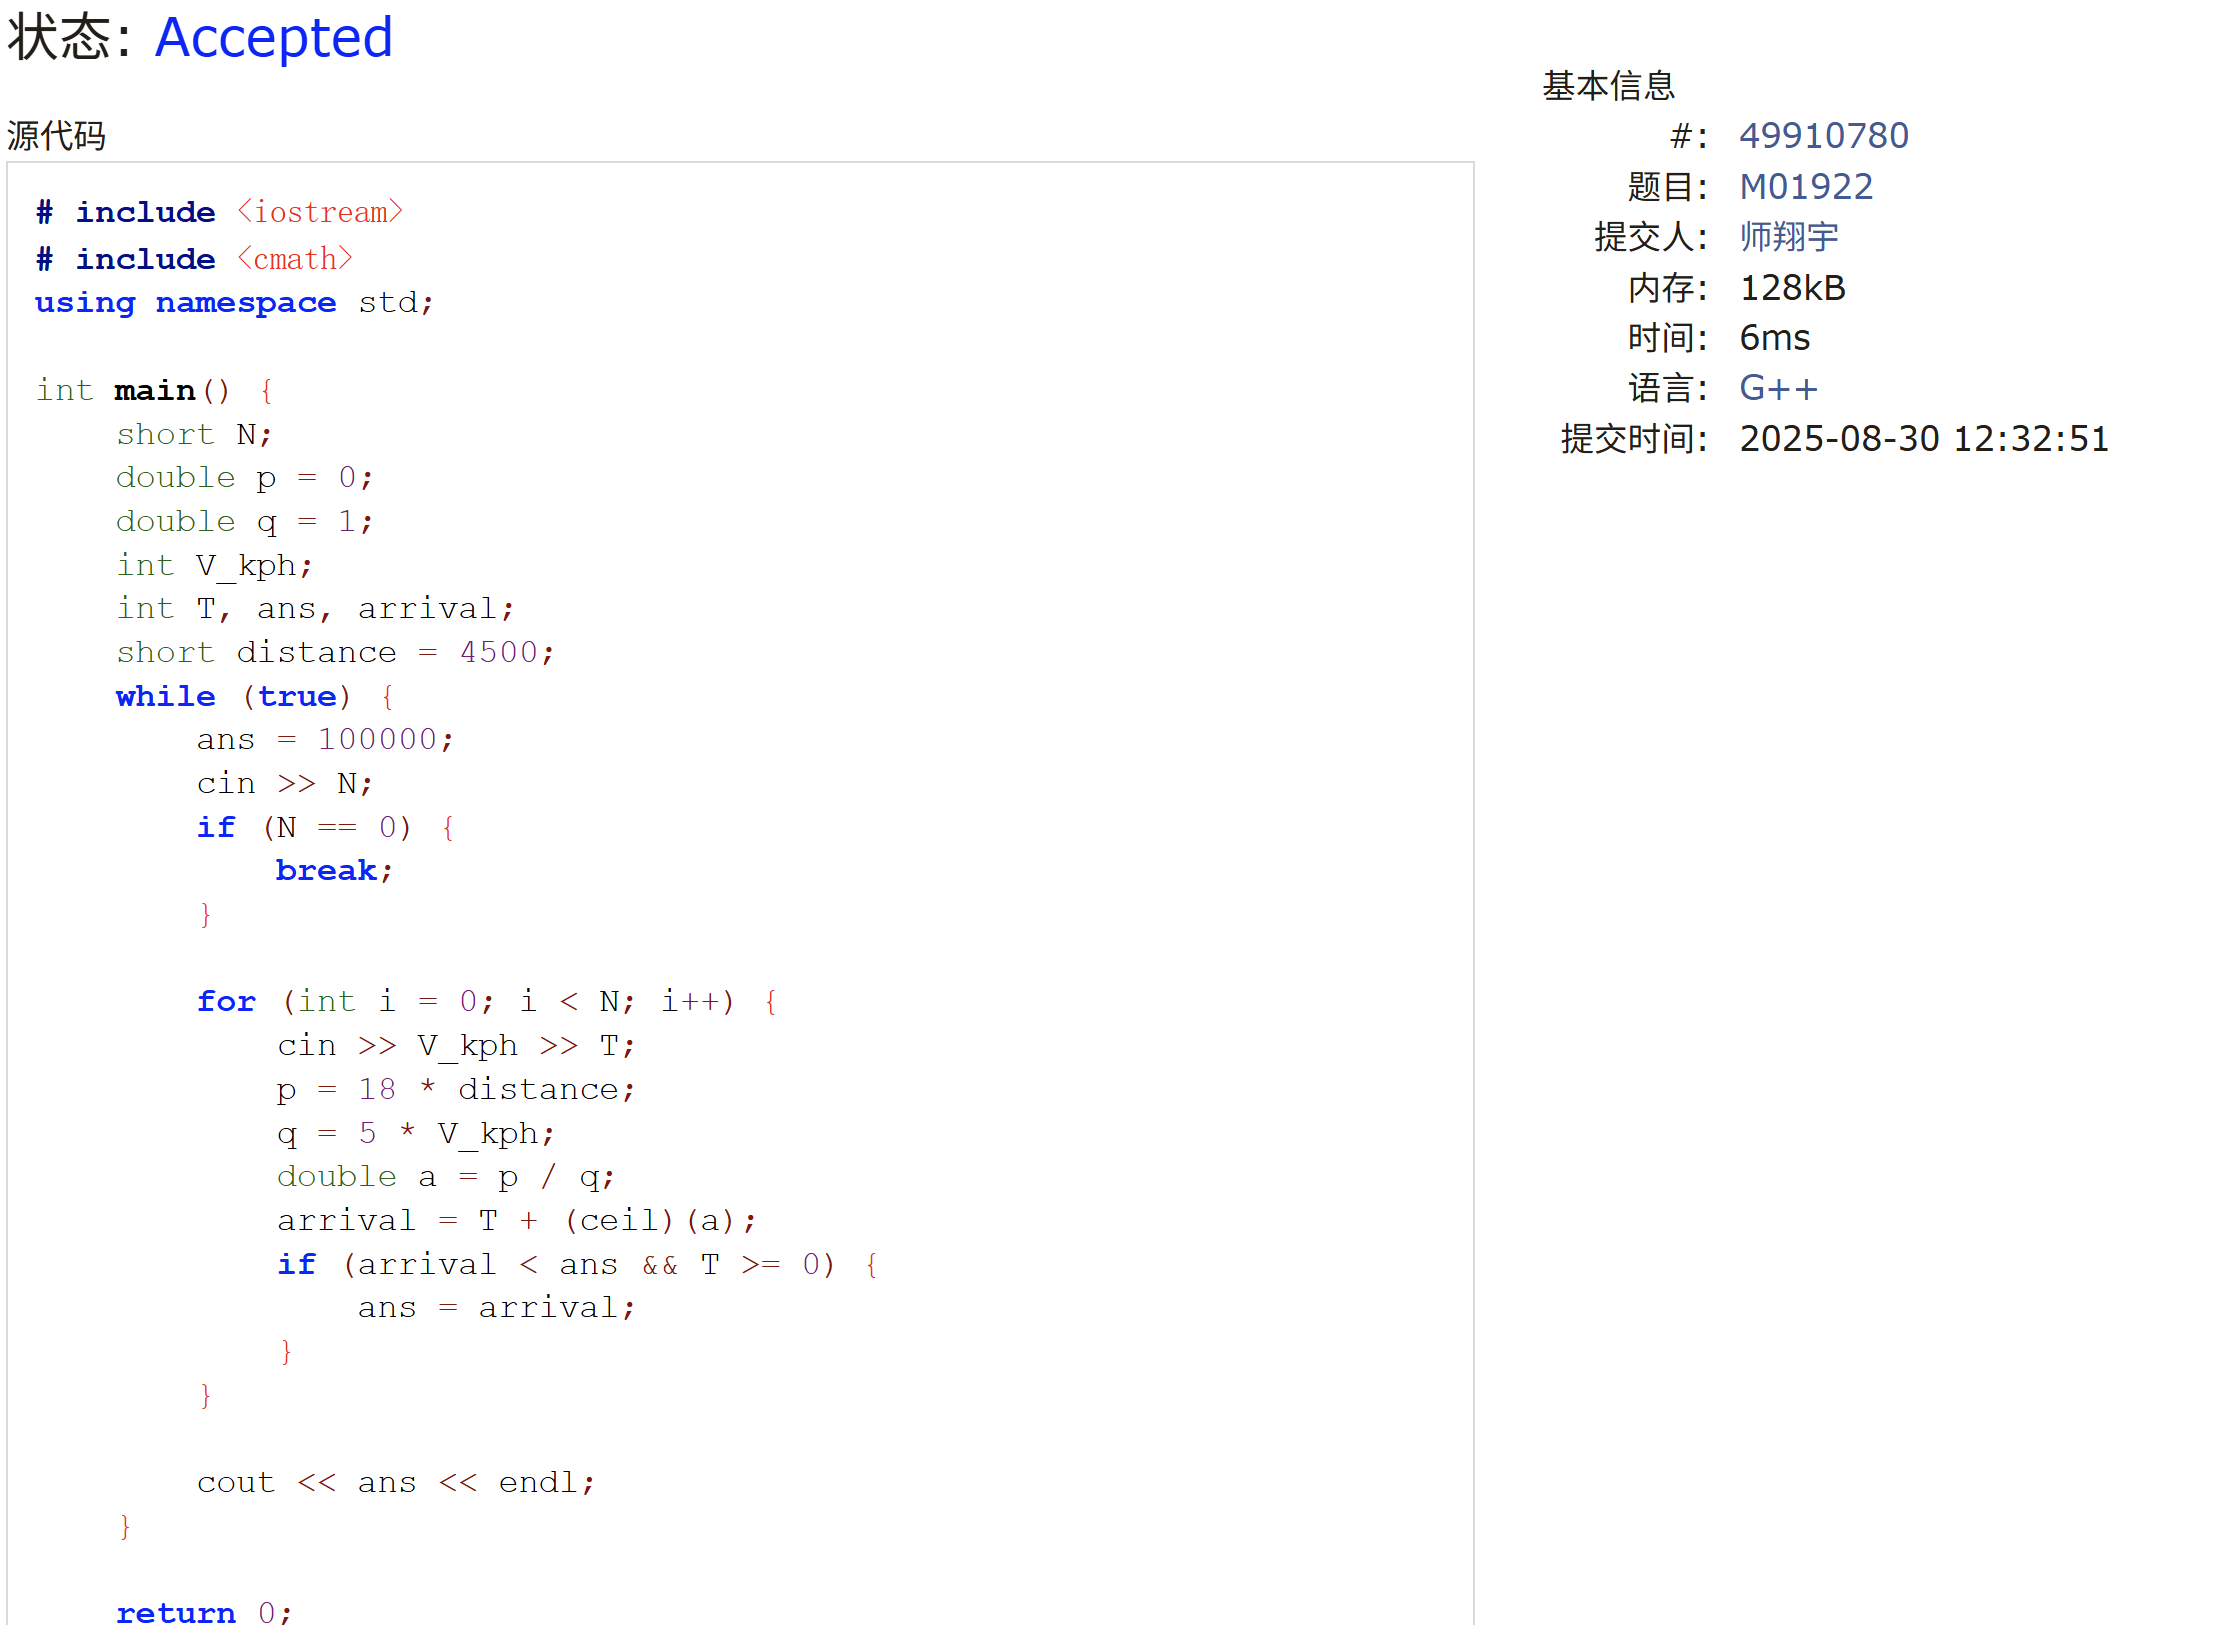 状态: Accepted
源代码
# include <iostream>
# include <cmath>
using namespace std;
int main() {
    short N;
    double p = 0;
    double q = 1;
    int V_kph;
    int T, ans, arrival;
    short distance = 4500;
    while (true) {
        ans = 100000;
        cin >> N;
        if (N == 0) {
            break;
        }
        for (int i = 0; i < N; i++) {
            cin >> V_kph >> T;
            p = 18 * distance;
            q = 5 * V_kph;
            double a = p / q;
            arrival = T + (ceil)(a);
            if (arrival < ans && T >= 0) {
                ans = arrival;
            }
        }
        cout << ans << endl;
    }
    return 0;
基本信息
#: 49910780
题目: M01922
提交人: 师翔宇
内存: 128kB
时间: 6ms
语言: G++
提交时间: 2025-08-30 12:32:51